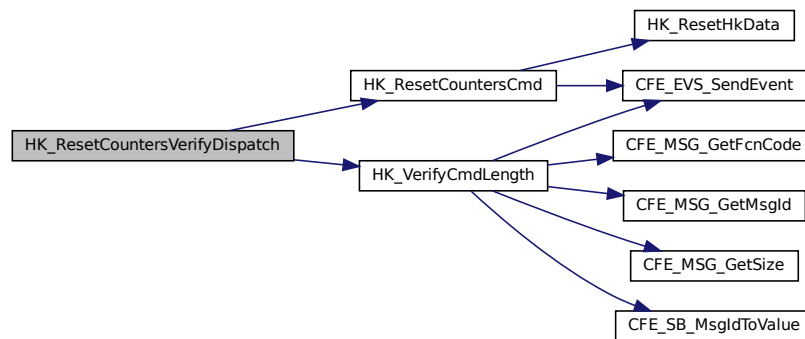 HK_ResetCountersVerifyDispatch
HK_ResetCountersCmd
HK_VerifyCmdLength
HK_ResetHkData
CFE_EVS_SendEvent
CFE_MSG_GetFcnCode
CFE_MSG_GetMsgId
CFE_MSG_GetSize
CFE_SB_MsgIdToValue